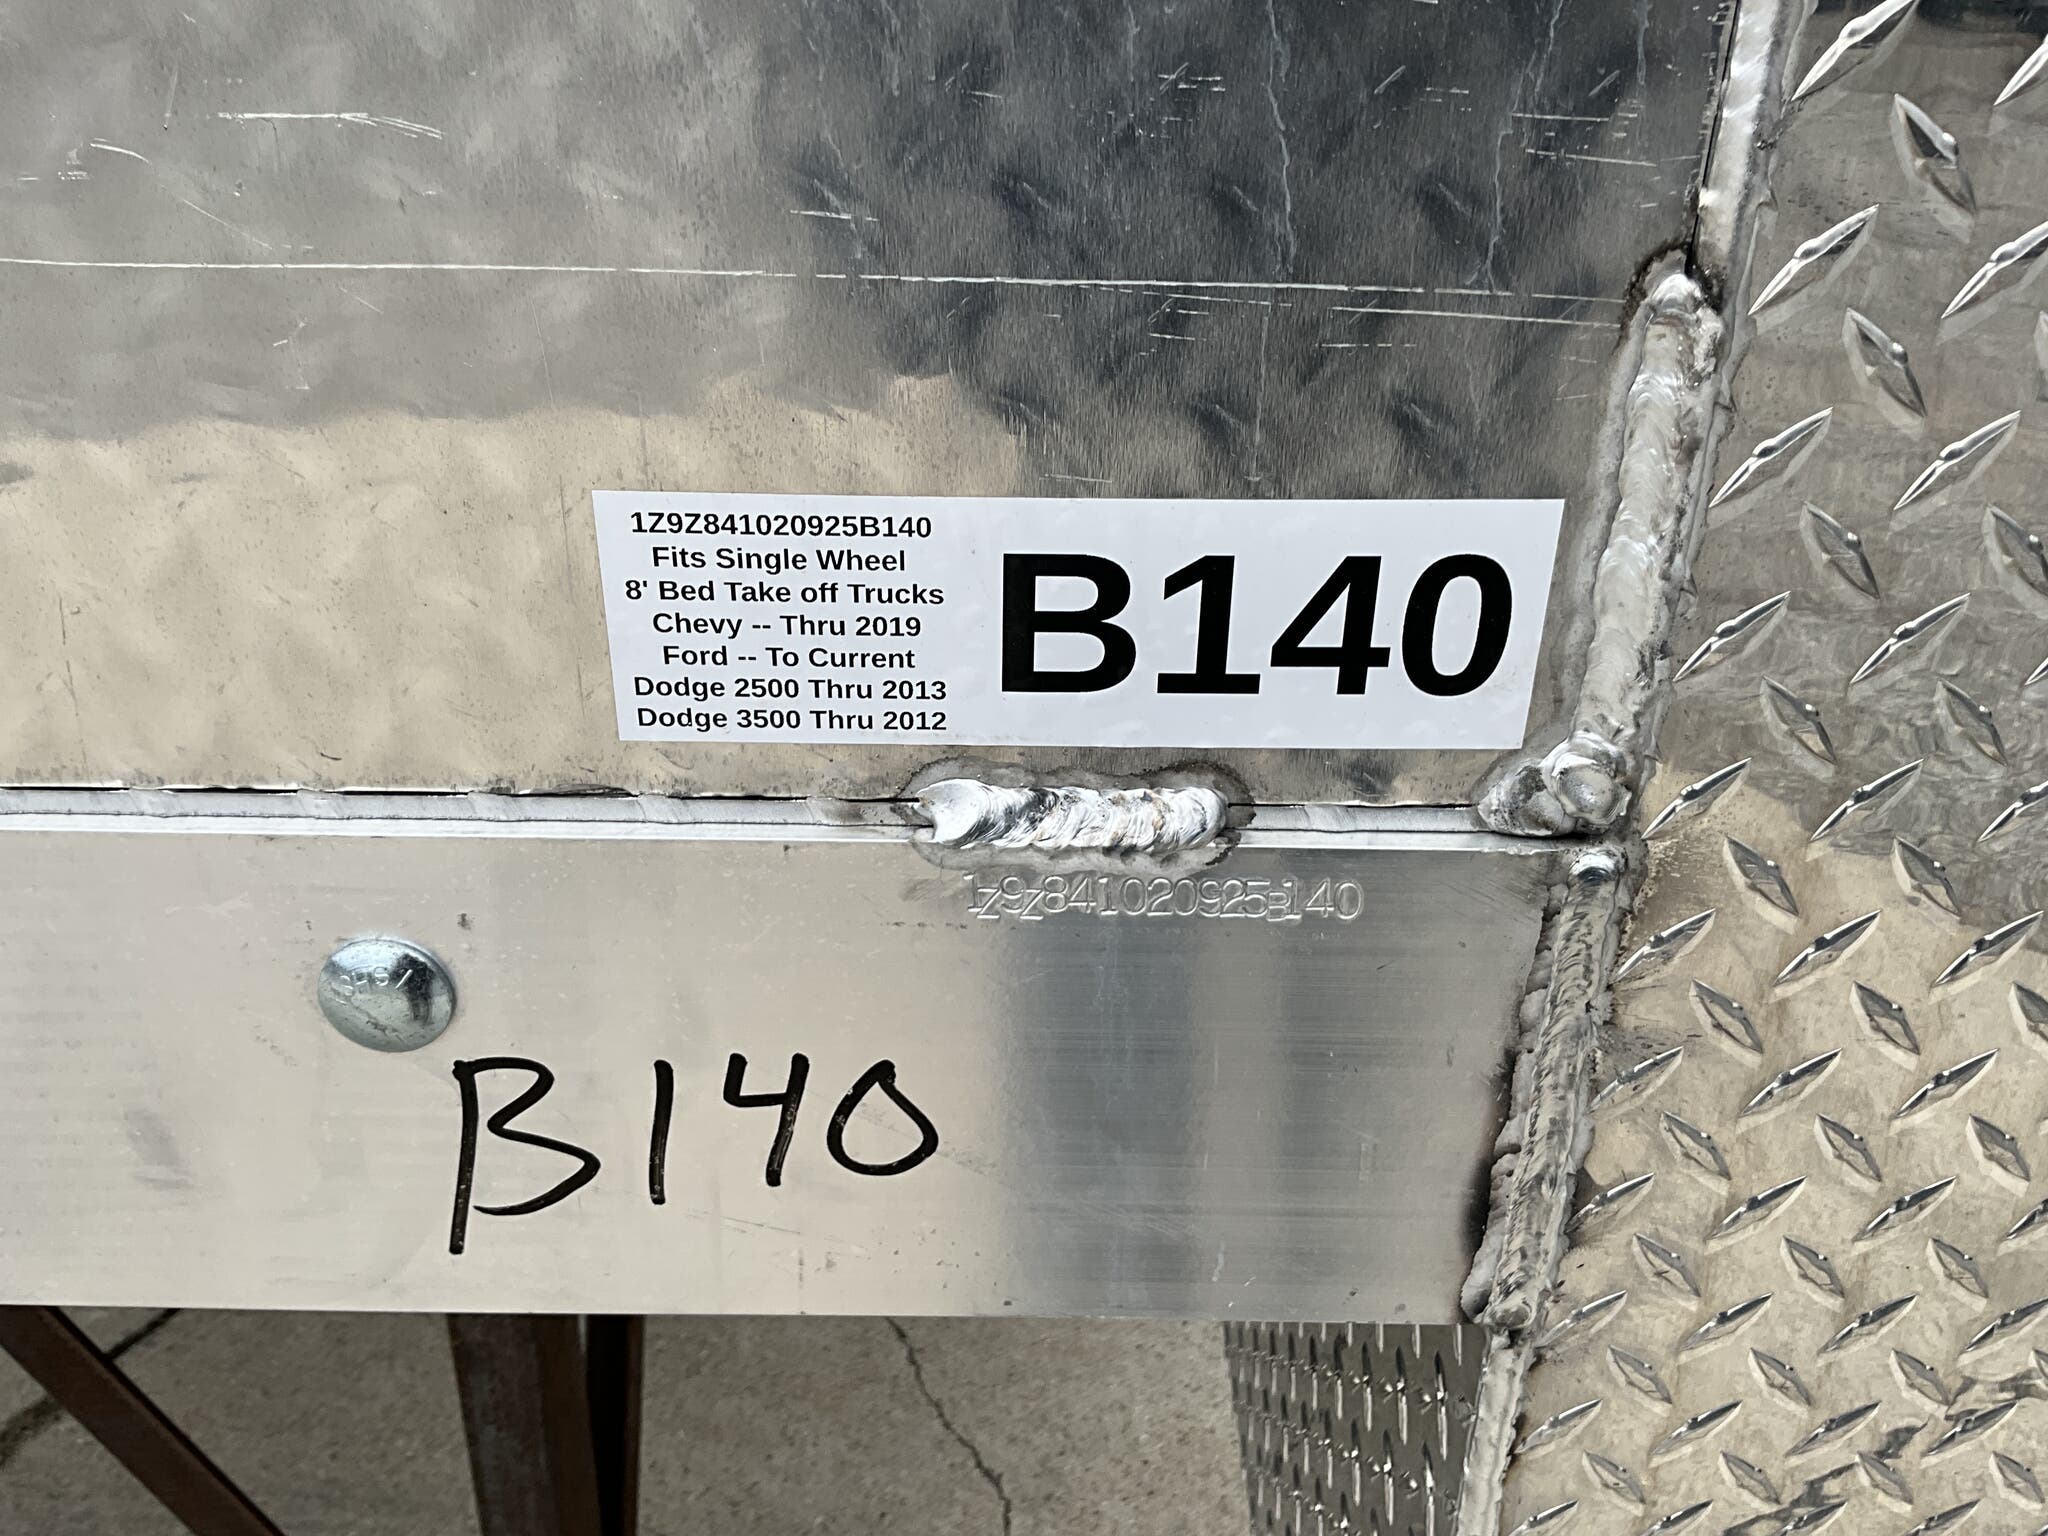 1Z9Z841020925B140
Fits Single Wheel
8' Bed Take off Trucks
Chevy -- Thru 2019
Ford -- To Current
Dodge 2500 Thru 2013
Dodge 3500 Thru 2012
B140
1Z9Z841020925B140
B140